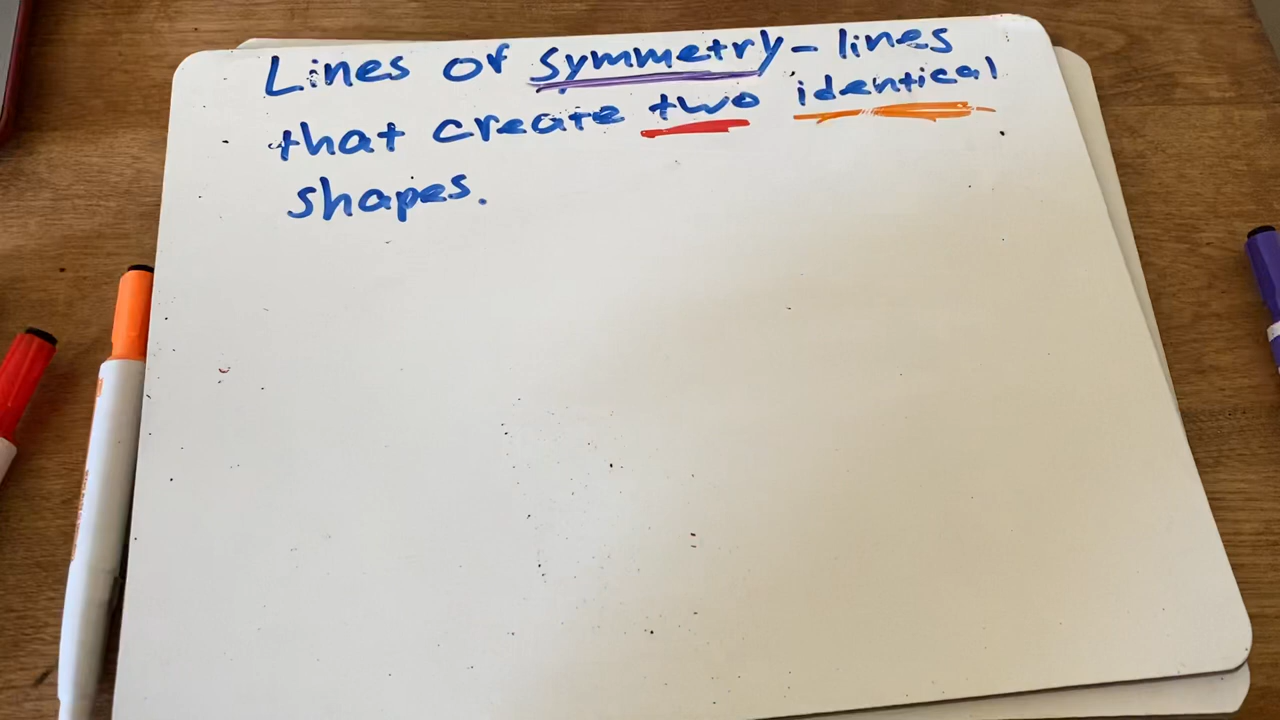 Lines of symmetry - lines
that create two identical
shapes.